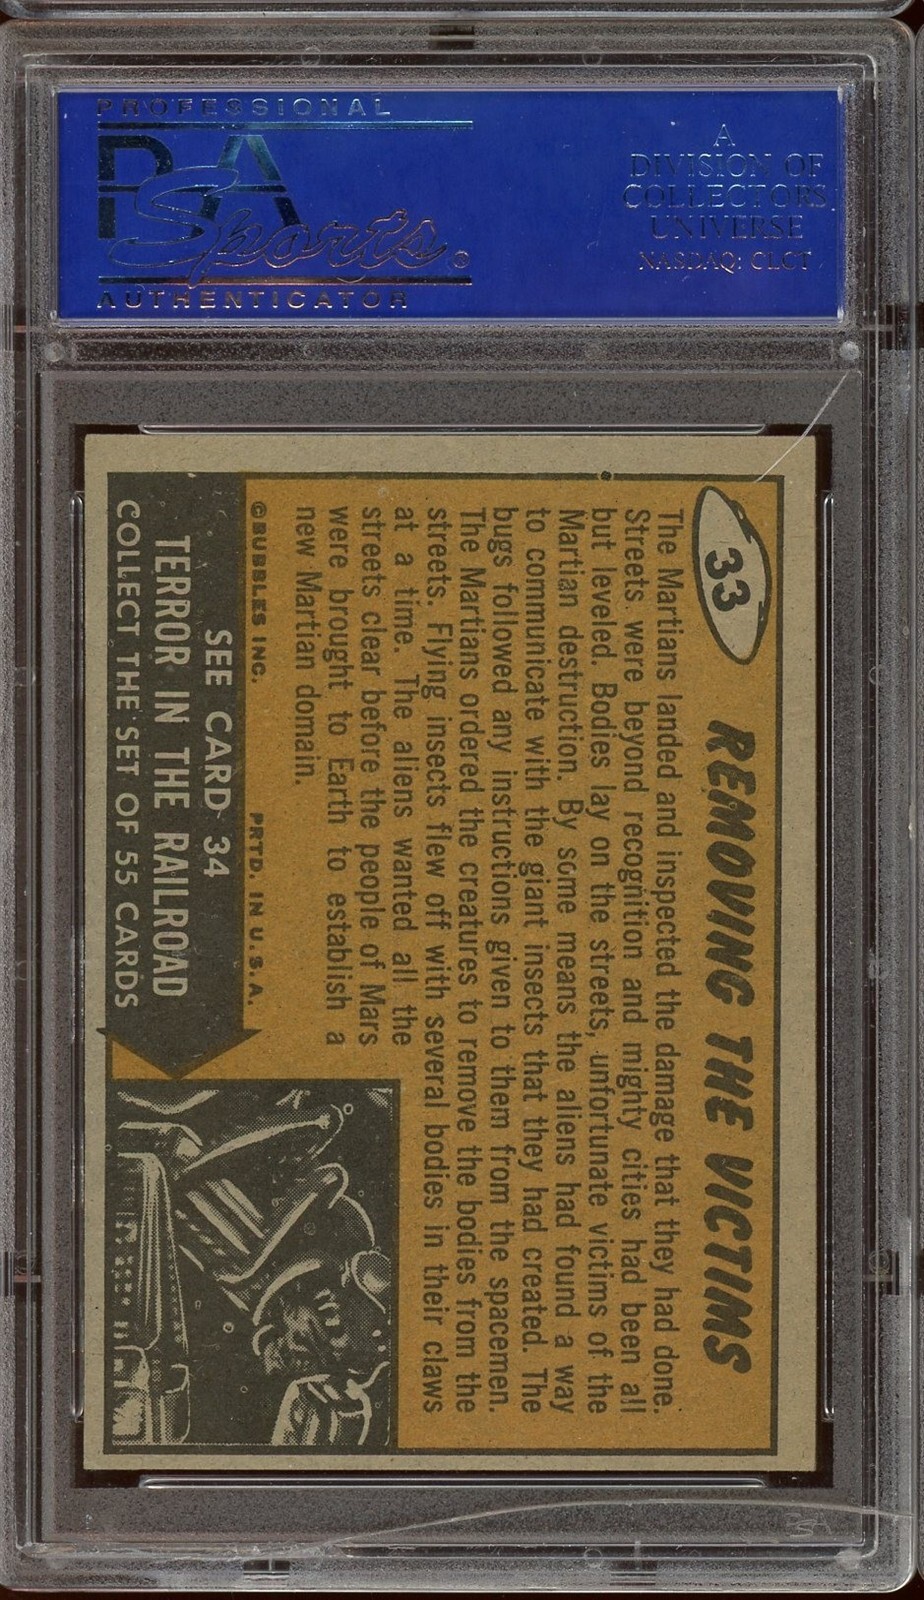 PROFESSIONAL
PSA
Sports
AUTHENTICATOR
A
DIVISION OF
COLLECTORS
UNIVERSE
NASDAQ: CLCT
33
REMOVING THE VICTIMS
The Martians landed and inspected the damage that they had done.
Streets were beyond recognition and mighty cities had been all
but leveled. Bodies lay on the streets, unfortunate victims of the
Martian destruction. By some means the aliens had found a way
to communicate with the giant insects that they had created. The
bugs followed any instructions given to them from the spacemen.
The Martians ordered the creatures to remove the bodies from the
streets. Flying insects flew off with several bodies in their claws
at a time. The aliens wanted all the
streets clear before the people of Mars
were brought to Earth to establish a
new Martian domain.
©BUBBLES INC. PRTD. IN U.S.A.
SEE CARD 34
TERROR IN THE RAILROAD
COLLECT THE SET OF 55 CARDS
PSA